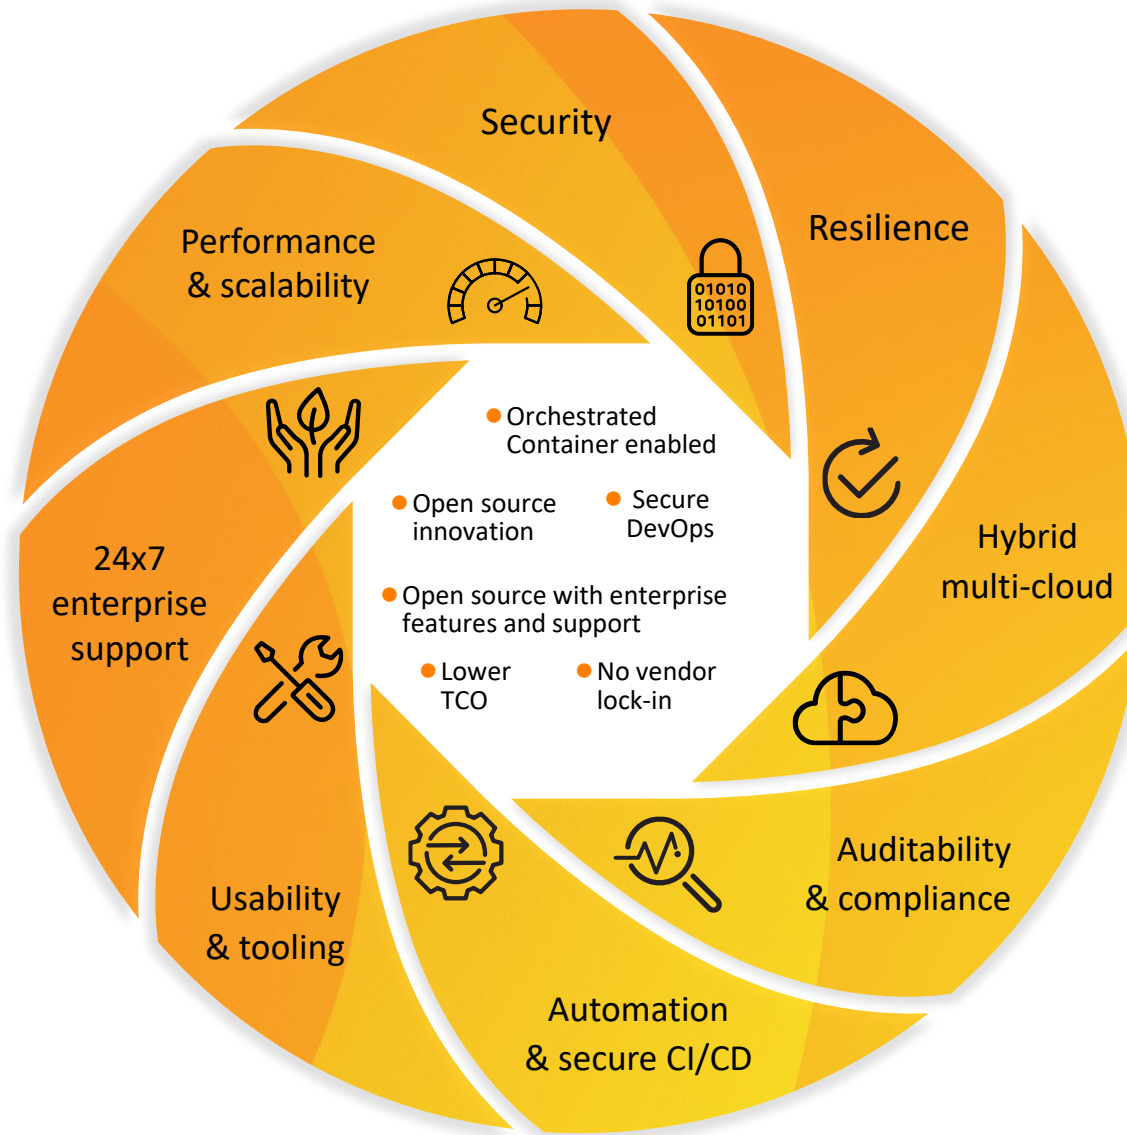 Security
Resilience
Performance
& scalability
01010
10100
01101
Orchestrated
Container enabled
Open source
innovation
Secure
DevOps
Open source with enterprise
features and support
Lower
TCO
No vendor
lock-in
Hybrid
multi-cloud
24x7
enterprise
support
Auditability
& compliance
Usability
& tooling
Automation
& secure CI/CD